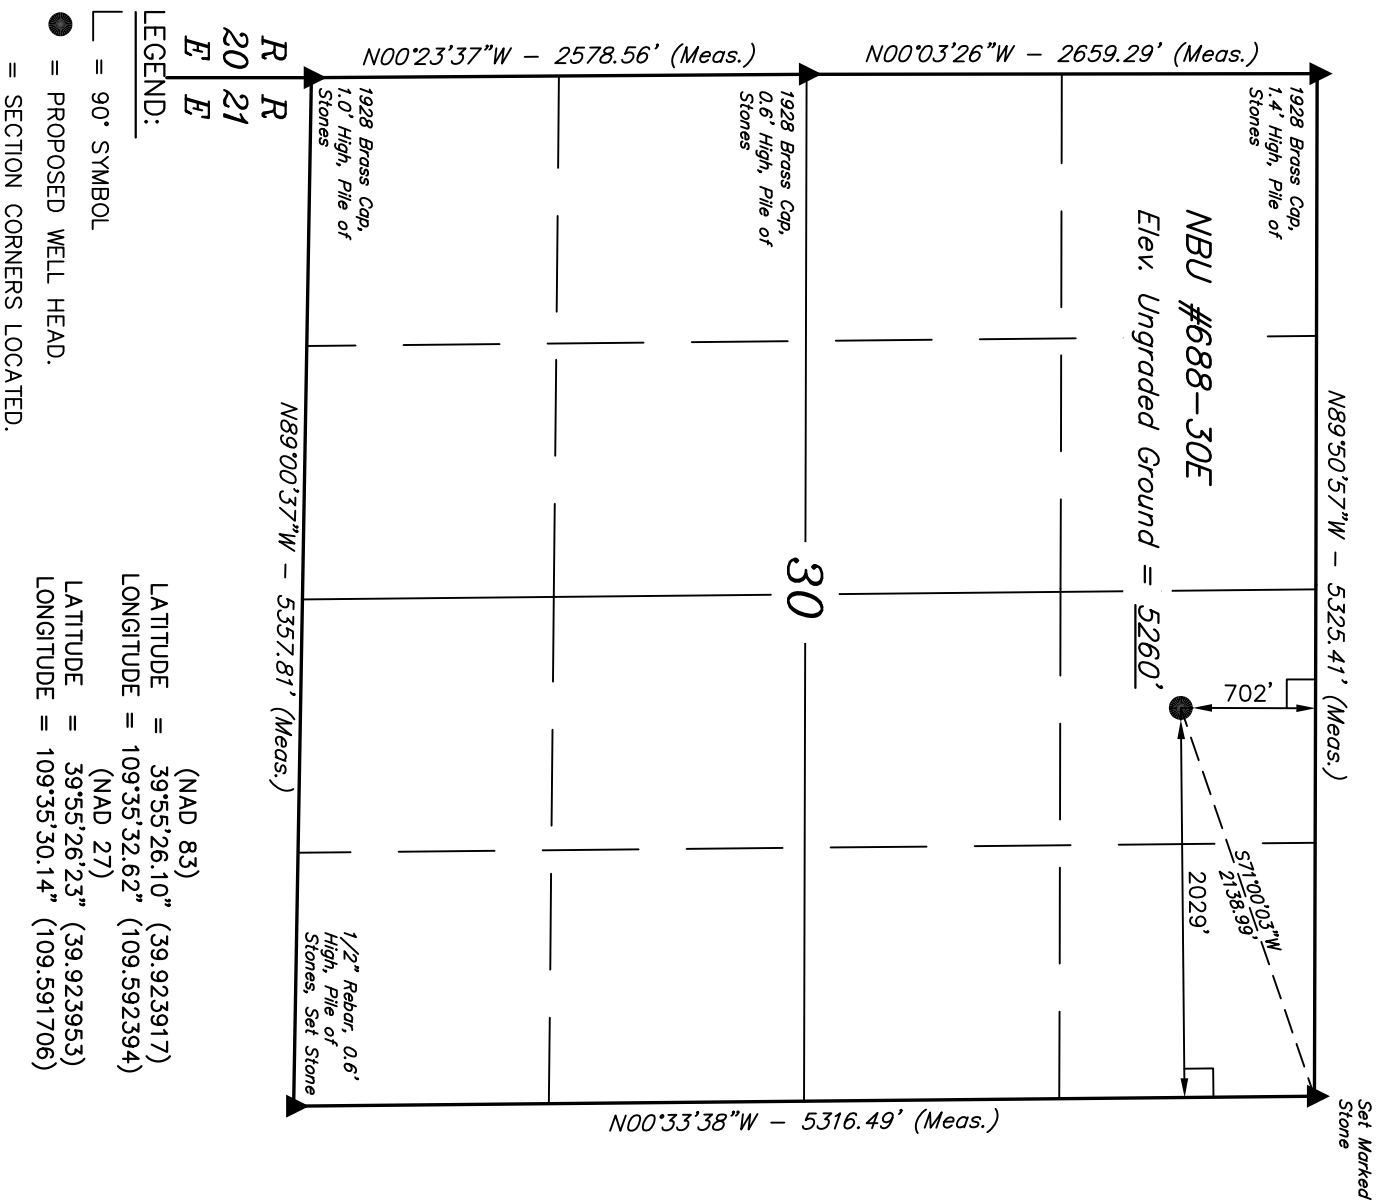 N00°23'37"W - 2578.56' (Meas.)
N00°03'26"W - 2659.29' (Meas.)
1928 Brass Cap,
1.4' High, Pile of
Stones
1928 Brass Cap,
0.6' High, Pile of
Stones
1928 Brass Cap,
1.0' High, Pile of
Stones
N89°50'57"W - 5325.41' (Meas.)
Set Marked
Stone
NBU #688-30E
Elev. Ungraded Ground = 5260'
702'
2029'
S71°00'03"W
2138.99'
30
N00°33'38"W - 5316.49' (Meas.)
1/2" Rebar, 0.6'
High, Pile of
Stones, Set Stone
N89°00'37"W - 5357.81' (Meas.)
R R
20 21
E E
LEGEND:
= 90° SYMBOL
= PROPOSED WELL HEAD.
= SECTION CORNERS LOCATED.
(NAD 83)
LATITUDE = 39°55'26.10" (39.923917)
LONGITUDE = 109°35'32.62" (109.592394)
(NAD 27)
LATITUDE = 39°55'26'23" (39.923953)
LONGITUDE = 109°35'30.14" (109.591706)